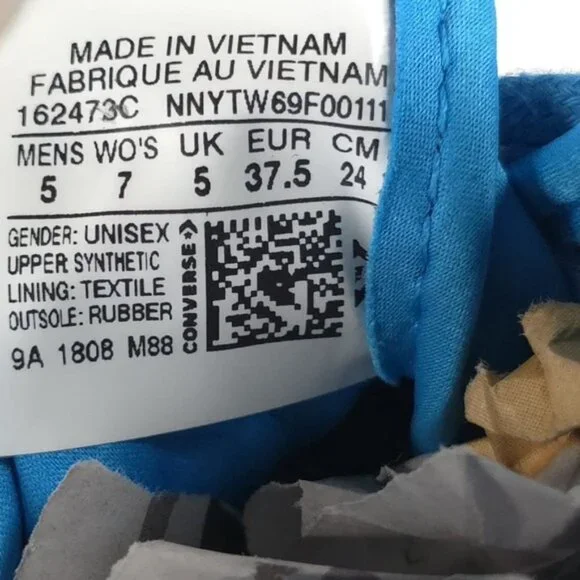 MADE IN VIETNAM
FABRIQUE AU VIETNAM
162473C NNYTW69F00111
MENS WO'S UK EUR CM
5 7 5 37.5 24
GENDER: UNISEX
UPPER: SYNTHETIC
LINING: TEXTILE
OUTSOLE: RUBBER
9A 1808 M88
CONVERSE